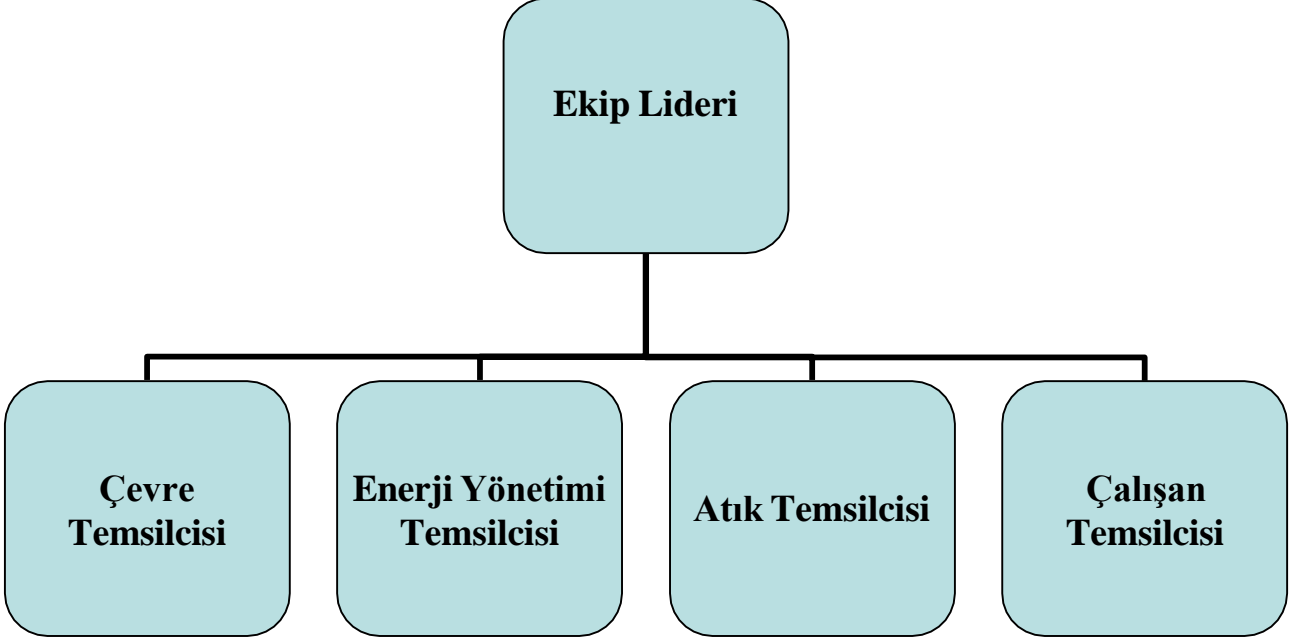 Ekip Lideri
Çevre
Temsilcisi
Enerji Yönetimi
Temsilcisi
Atık Temsilcisi
Çalışan
Temsilcisi